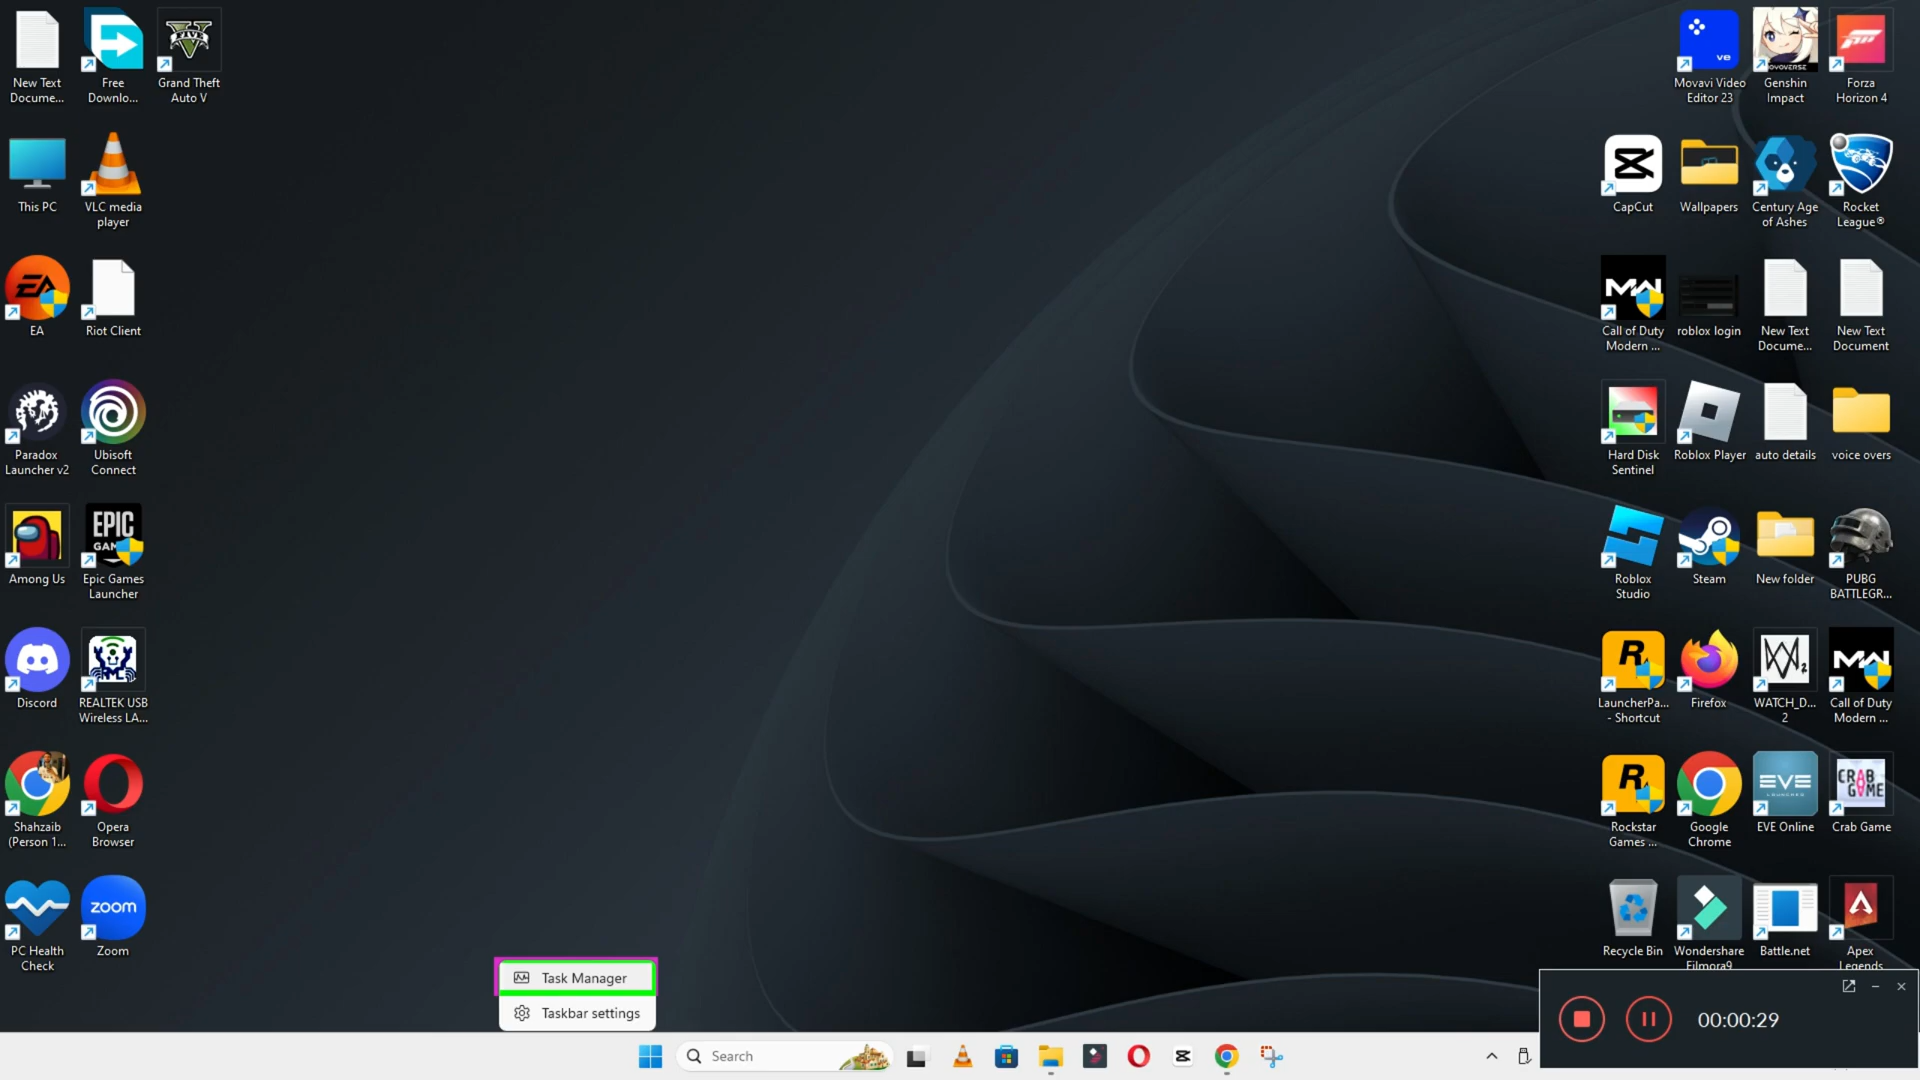 New Text
Docume...
Free
Downlo...
Grand Theft
Auto V
This PC
VLC media
player
EA
Riot Client
Paradox
Launcher v2
Ubisoft
Connect
Among Us
EPIC
Epic Games
Launcher
Discord
REALTEK USB
Wireless LA...
Shahzaib
(Person 1...
Opera
Browser
PC Health
Check
zoom
Zoom
ve
Movavi Video
Editor 23
Genshin
Impact
Forza
Horizon 4
CapCut
Wallpapers
Century Age
of Ashes
Rocket
League®
Call of Duty
Modern ...
roblox login
New Text
Docume...
New Text
Document
Hard Disk
Sentinel
Roblox Player
auto details
voice overs
Roblox
Studio
Steam
New folder
PUBG
BATTLEGR...
LauncherPa...
- Shortcut
Firefox
WATCH_D...
2
Call of Duty
Modern ...
Rockstar
Games ...
Google
Chrome
EVE
EVE Online
CRAB
GAME
Crab Game
Recycle Bin
Wondershare
Filmora9
Battle.net
Apex
Legends
Task Manager
Taskbar settings
Search
00:00:29